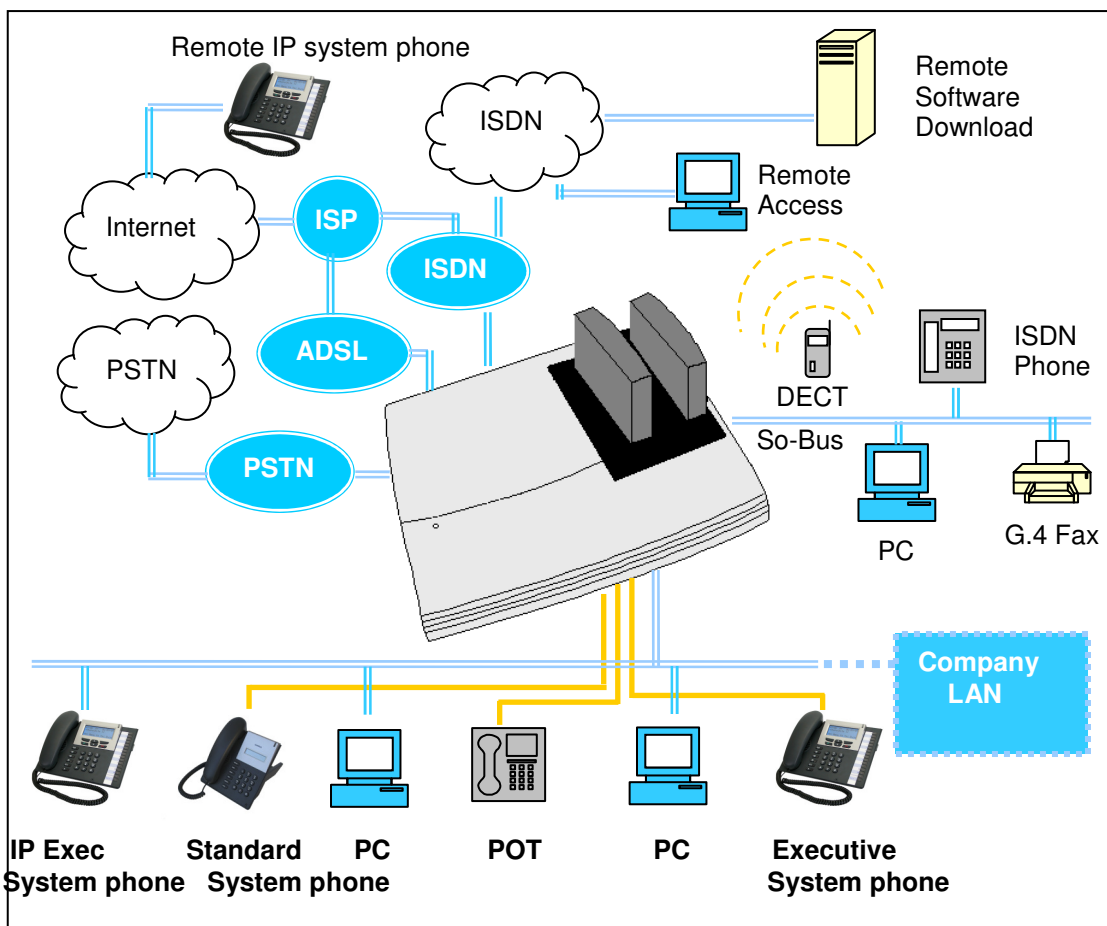 Remote IP system phone
ISDN
Remote
Software
Download
Remote
Access
Internet
ISP
ISDN
PSTN
ADSL
ISDN
Phone
DECT
So-Bus
PSTN
PC
G.4 Fax
Company
LAN
IP Exec
System phone
Standard
System phone
PC
POT
PC
Executive
System phone